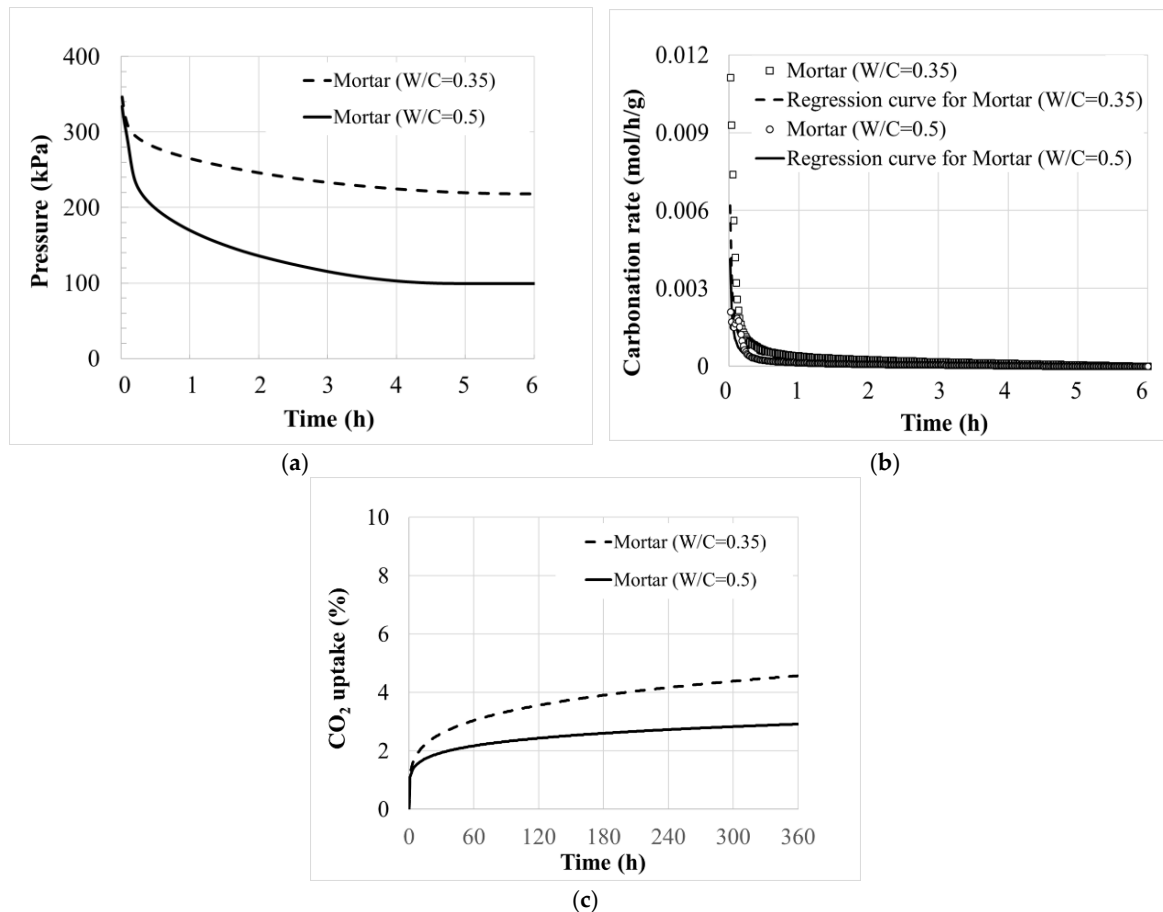 400
300
200
100
0
Pressure (kPa)
Mortar (W/C=0.35)
Mortar (W/C=0.5)
0 1 2 3 4 5 6
Time (h)
(a)
0.012
0.009
0.006
0.003
0
Carbonation rate (mol/h/g)
Mortar (W/C=0.35)
Regression curve for Mortar (W/C=0.35)
Mortar (W/C=0.5)
Regression curve for Mortar (W/C=0.5)
0 1 2 3 4 5 6
Time (h)
(b)
10
8
6
4
2
0
CO₂ uptake (%)
Mortar (W/C=0.35)
Mortar (W/C=0.5)
0 60 120 180 240 300 360
Time (h)
(c)